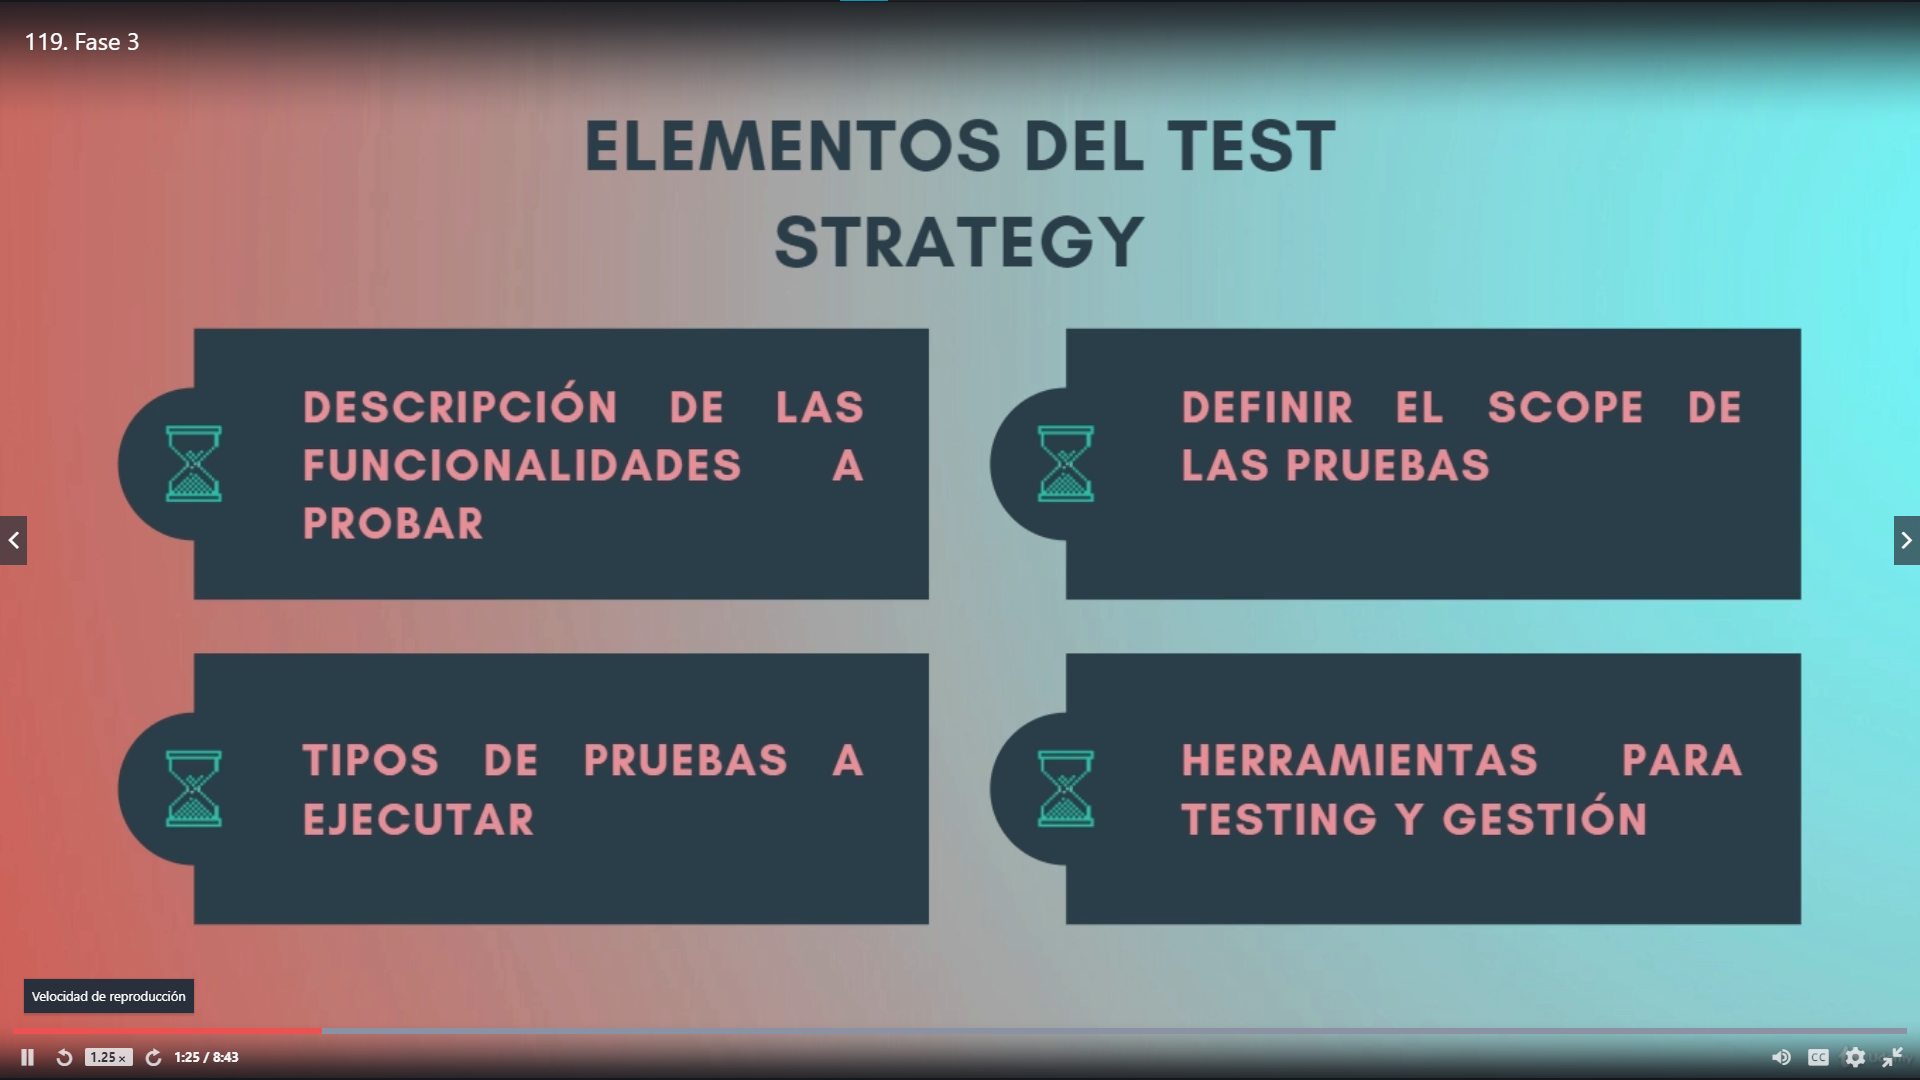 119. Fase 3
ELEMENTOS DEL TEST
STRATEGY
DESCRIPCIÓN DE LAS
FUNCIONALIDADES A
PROBAR
DEFINIR EL SCOPE DE
LAS PRUEBAS
TIPOS DE PRUEBAS A
EJECUTAR
HERRAMIENTAS PARA
TESTING Y GESTIÓN
Velocidad de reproducción
1.25 x
1:25 / 8:43
CC